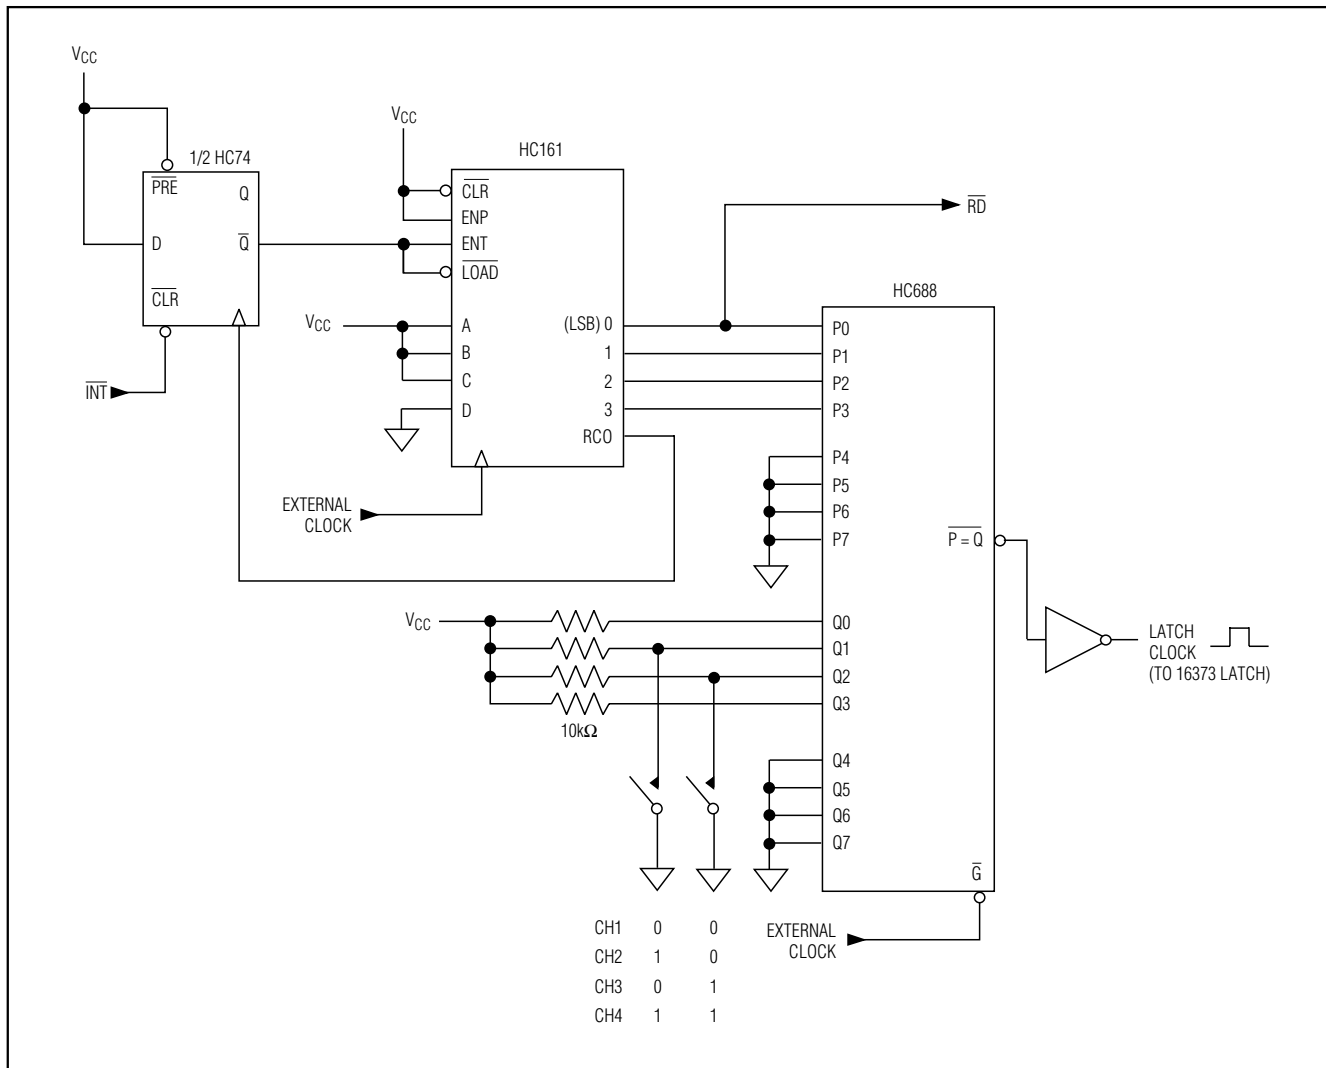 VCC
1/2 HC74
PRE
Q
D
Q
CLR
INT
VCC
HC161
CLR
ENP
ENT
LOAD
VCC
A
B
C
D
(LSB) 0
1
2
3
RCO
EXTERNAL
CLOCK
RD
HC688
P0
P1
P2
P3
P4
P5
P6
P7
P = Q
VCC
10kΩ
Q0
Q1
Q2
Q3
Q4
Q5
Q6
Q7
G
LATCH
CLOCK
(TO 16373 LATCH)
EXTERNAL
CLOCK
CH1 0 0
CH2 1 0
CH3 0 1
CH4 1 1